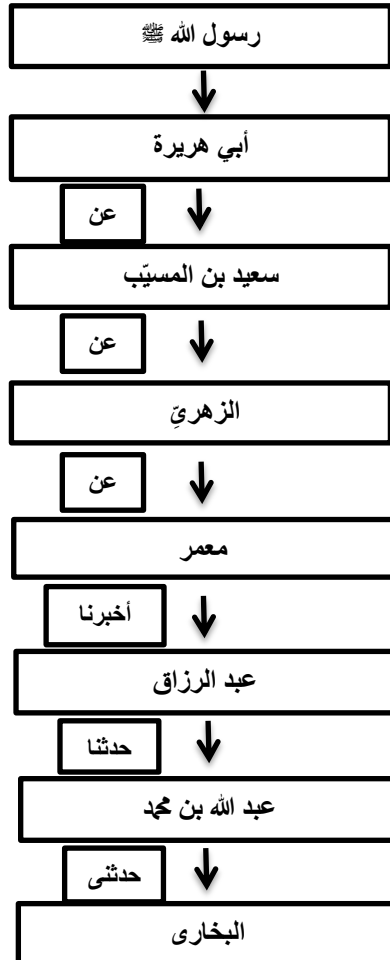 رسول الله ﷺ
أبي هريرة
عن
سعيد بن المسيّب
عن
الزهريّ
عن
معمر
أخبرنا
عبد الرزاق
حدثنا
عبد الله بن محمد
حدثنى
البخارى